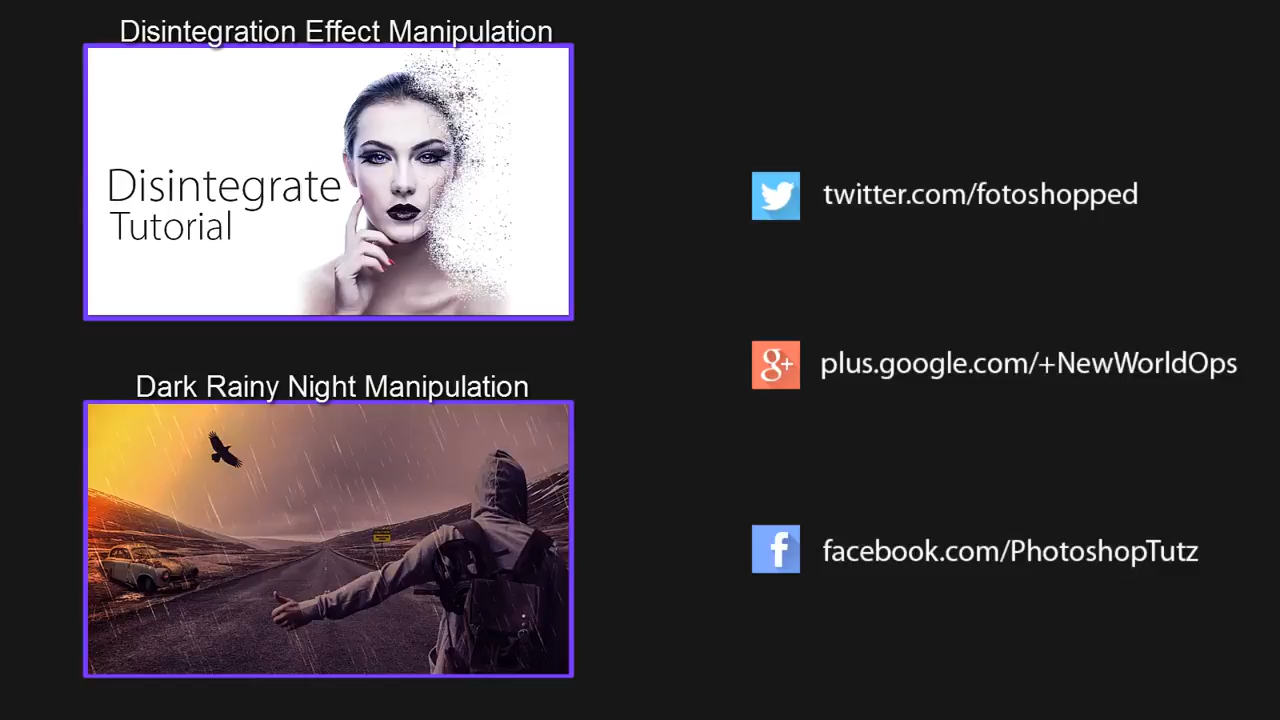 Disintegration Effect Manipulation
Disintegrate
Tutorial
Dark Rainy Night Manipulation
twitter.com/fotoshopped
g+ plus.google.com/+NewWorldOps
f facebook.com/PhotoshopTutz